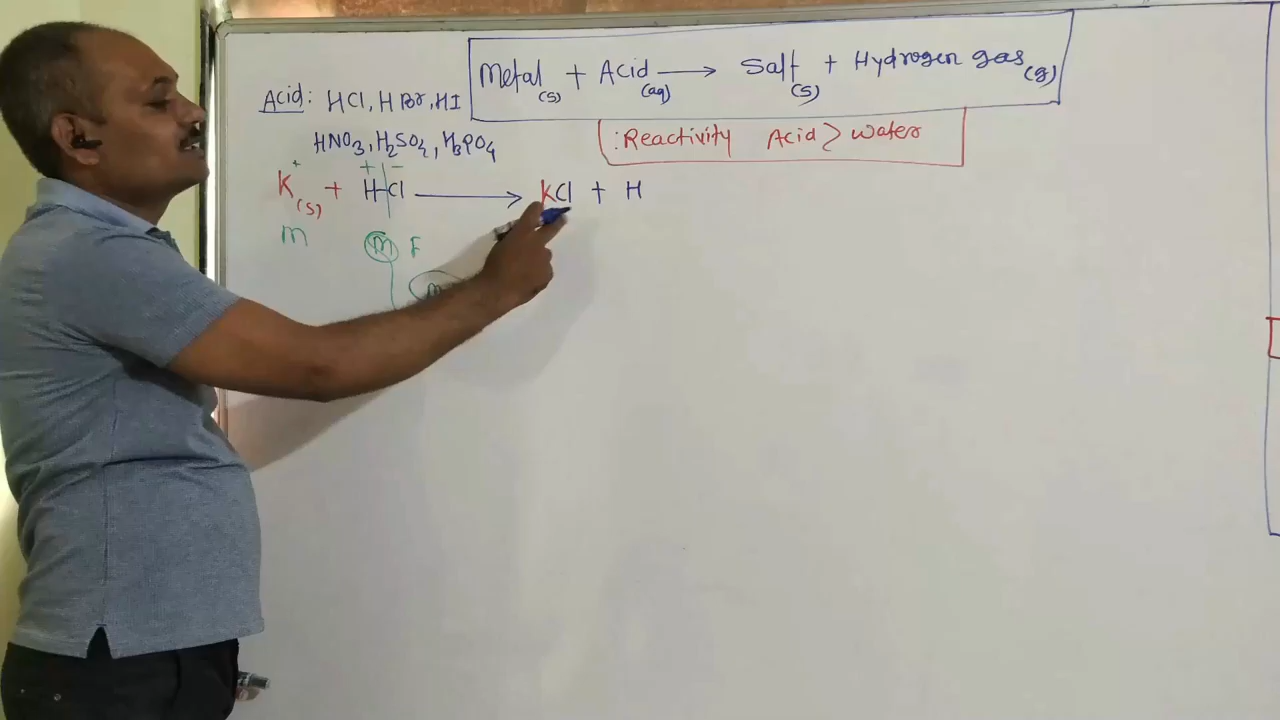 Metal(s) + Acid(aq) → Salt(s) + Hydrogen gas(g)
Acid: HCl, HBr, HI
HNO3, H2SO4, H3PO4
:Reactivity Acid > Water
K+(s) + H+|Cl− → KCl + H
m m F
m